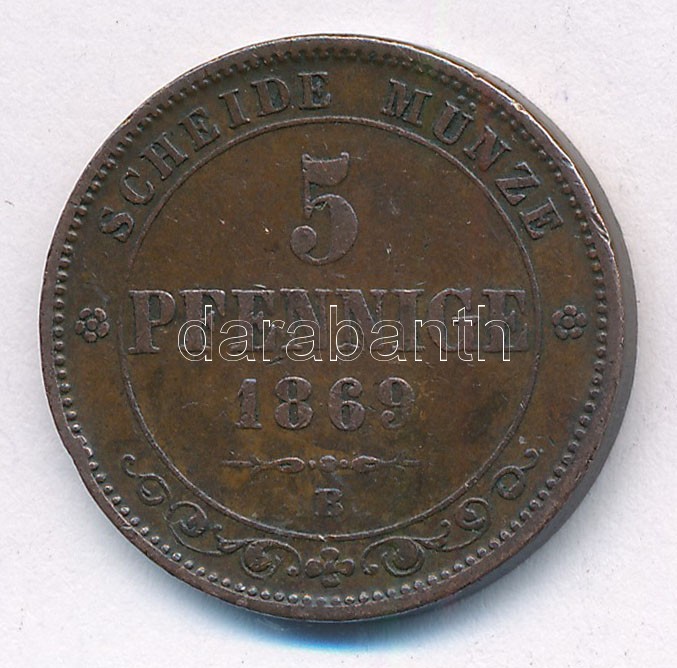 SCHEIDE MÜNZE
5
PFENNIGE
darabanth
1869
B